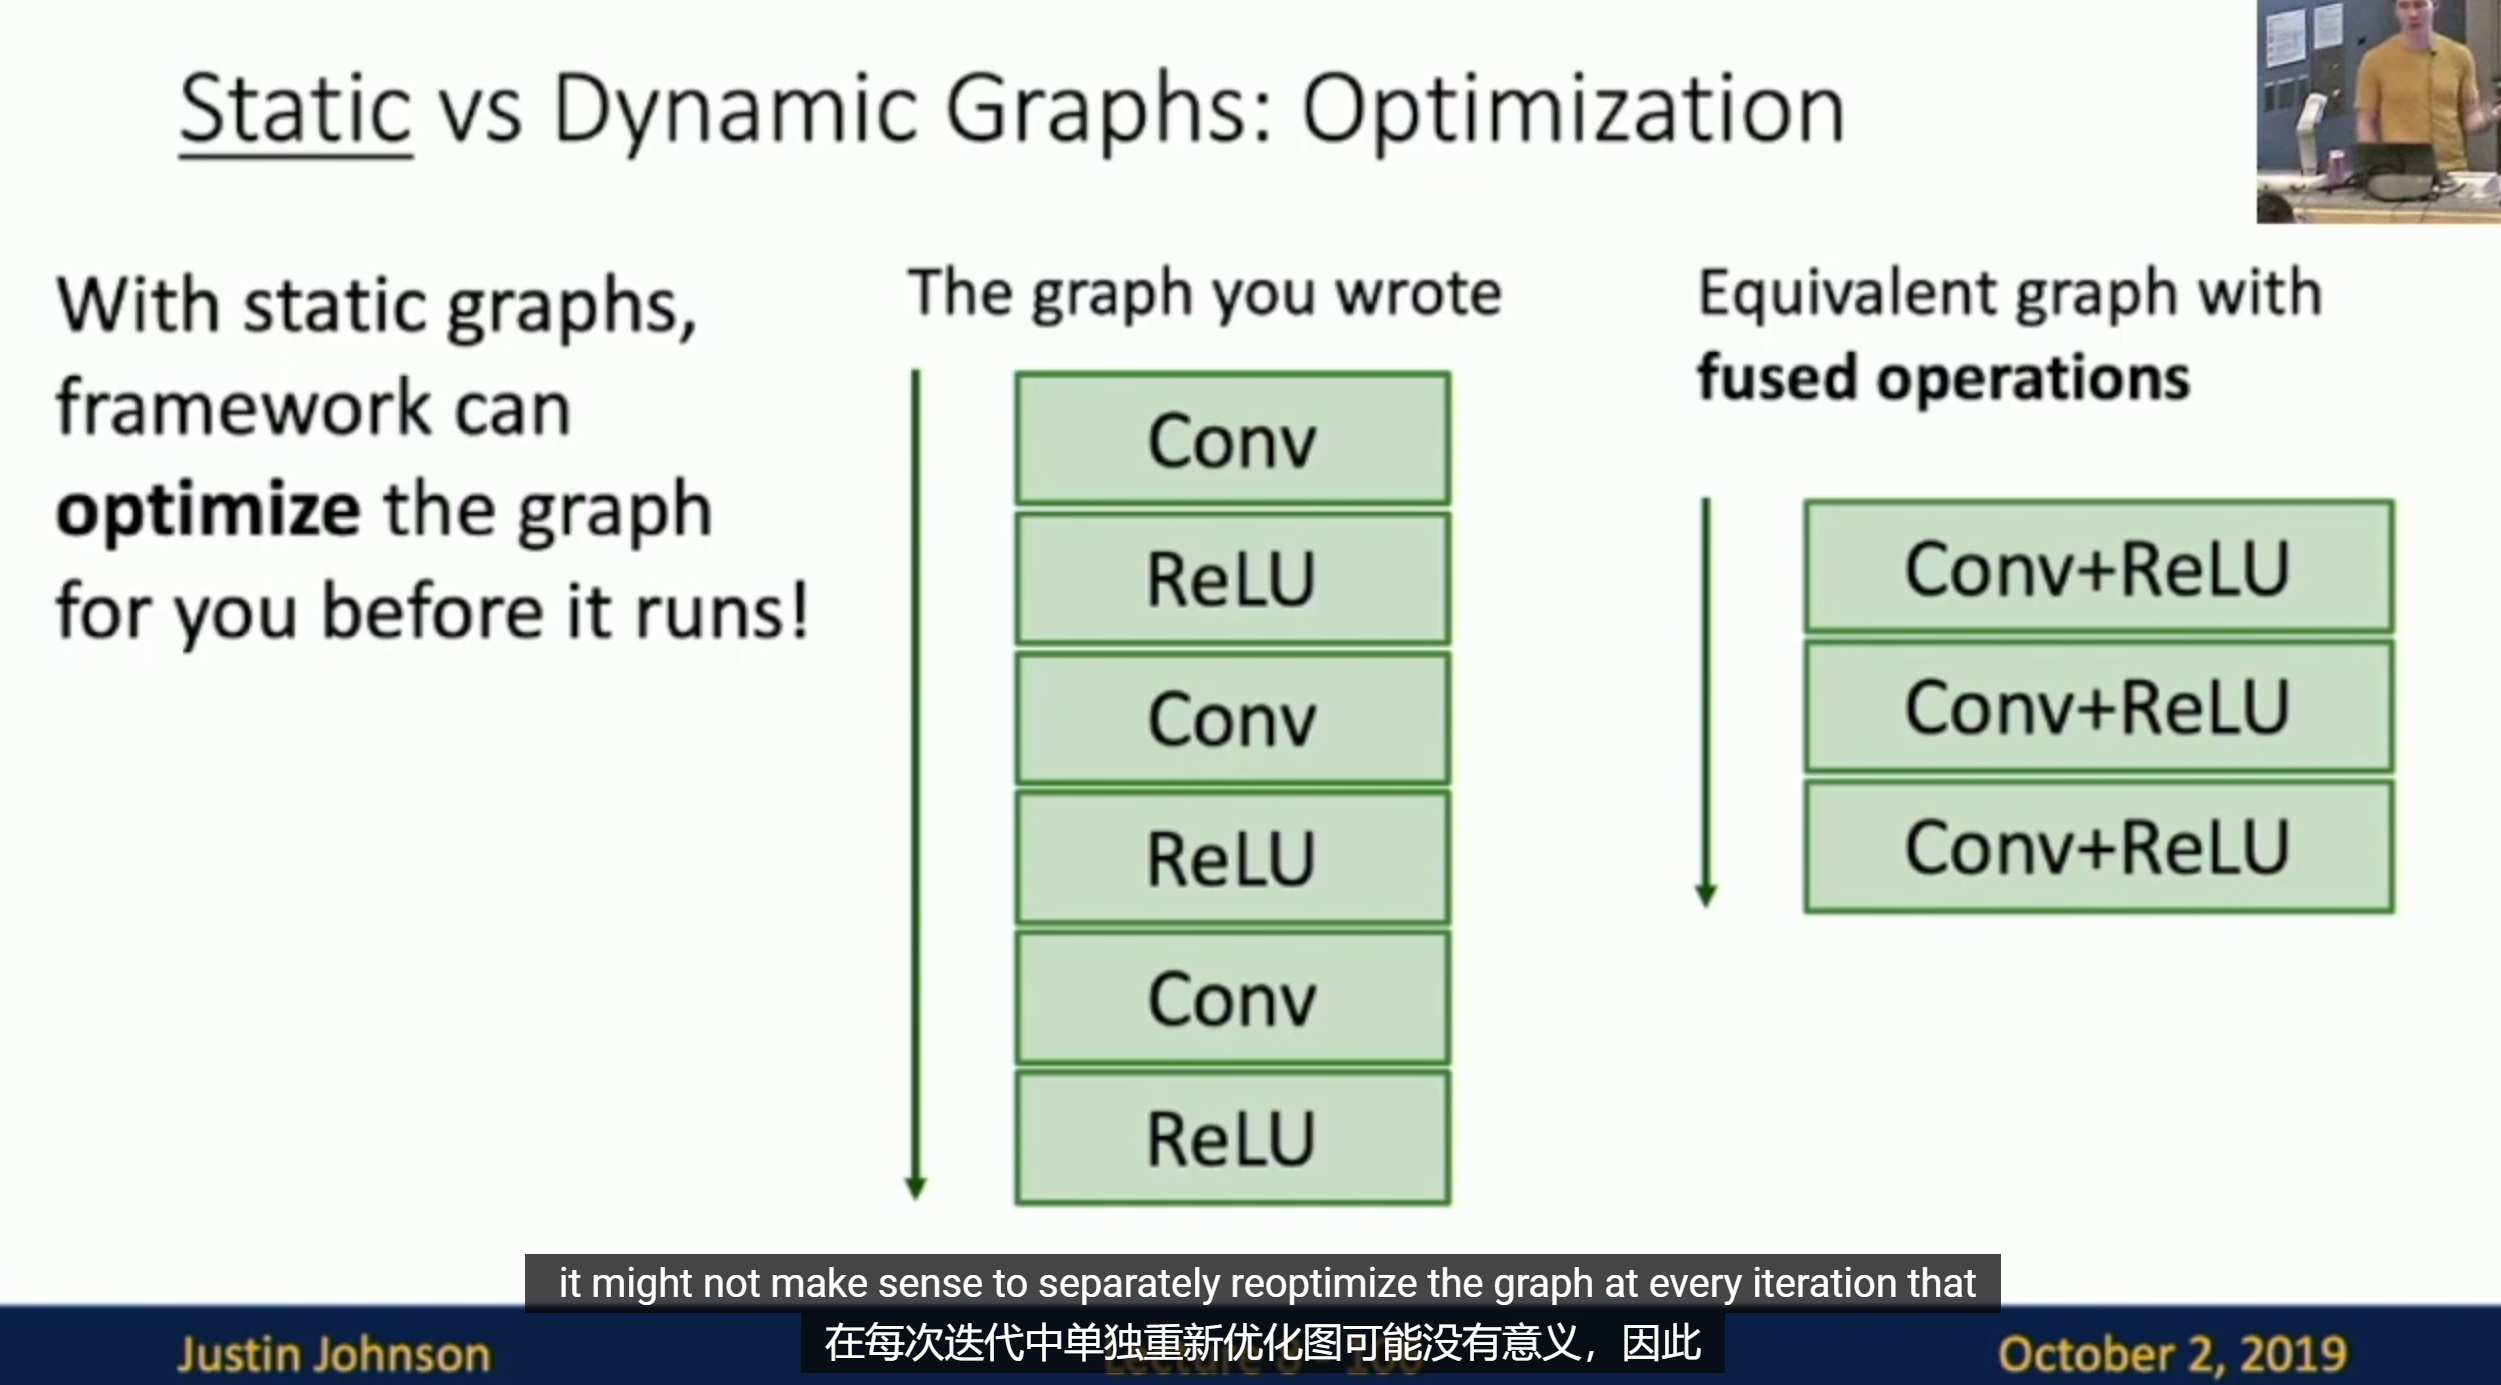 Static vs Dynamic Graphs: Optimization
With static graphs,
framework can
optimize the graph
for you before it runs!
The graph you wrote
Conv
ReLU
Conv
ReLU
Conv
ReLU
Equivalent graph with
fused operations
Conv+ReLU
Conv+ReLU
Conv+ReLU
it might not make sense to separately reoptimize the graph at every iteration that
在每次迭代中单独重新优化图可能没有意义，因此
Justin Johnson
October 2, 2019